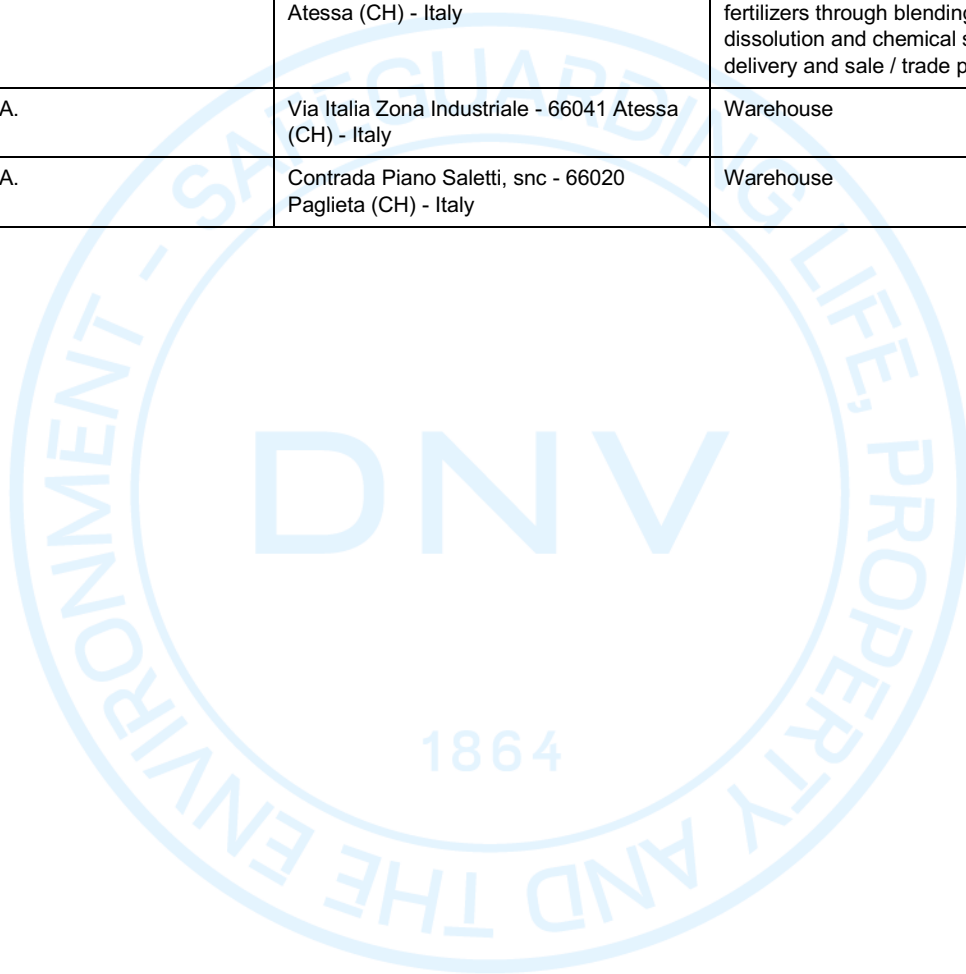 Atessa (CH) - Italy
fertilizers through blending
dissolution and chemical
delivery and sale / trade
A.
Via Italia Zona Industriale - 66041 Atessa
(CH) - Italy
Warehouse
A.
Contrada Piano Saletti, snc - 66020
Paglieta (CH) - Italy
Warehouse
SAFEGUARDING LIFE, PROPERTY AND THE ENVIRONMENT -
DNV
1864